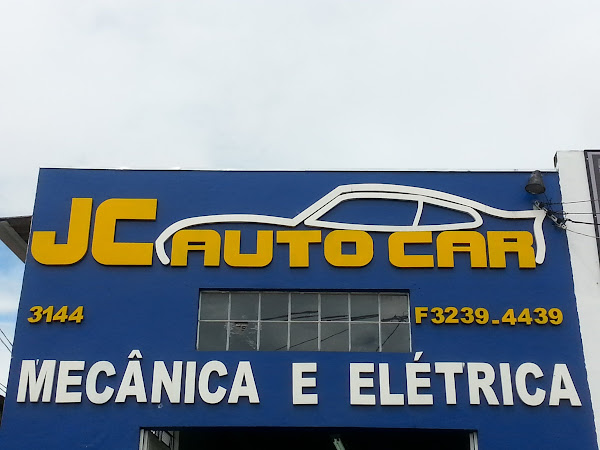 JC AUTO CAR
3144 F3239-4439
MECÂNICA E ELÉTRICA